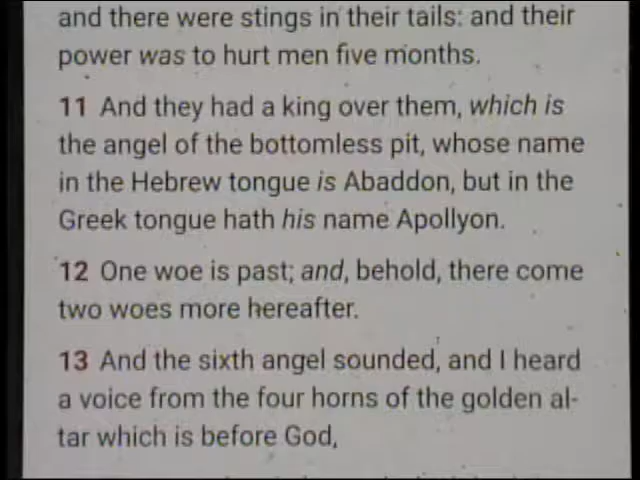 and there were stings in their tails: and their
power was to hurt men five months.
11 And they had a king over them, which is
the angel of the bottomless pit, whose name
in the Hebrew tongue is Abaddon, but in the
Greek tongue hath his name Apollyon.
12 One woe is past; and, behold, there come
two woes more hereafter.
13 And the sixth angel sounded, and I heard
a voice from the four horns of the golden al-
tar which is before God,